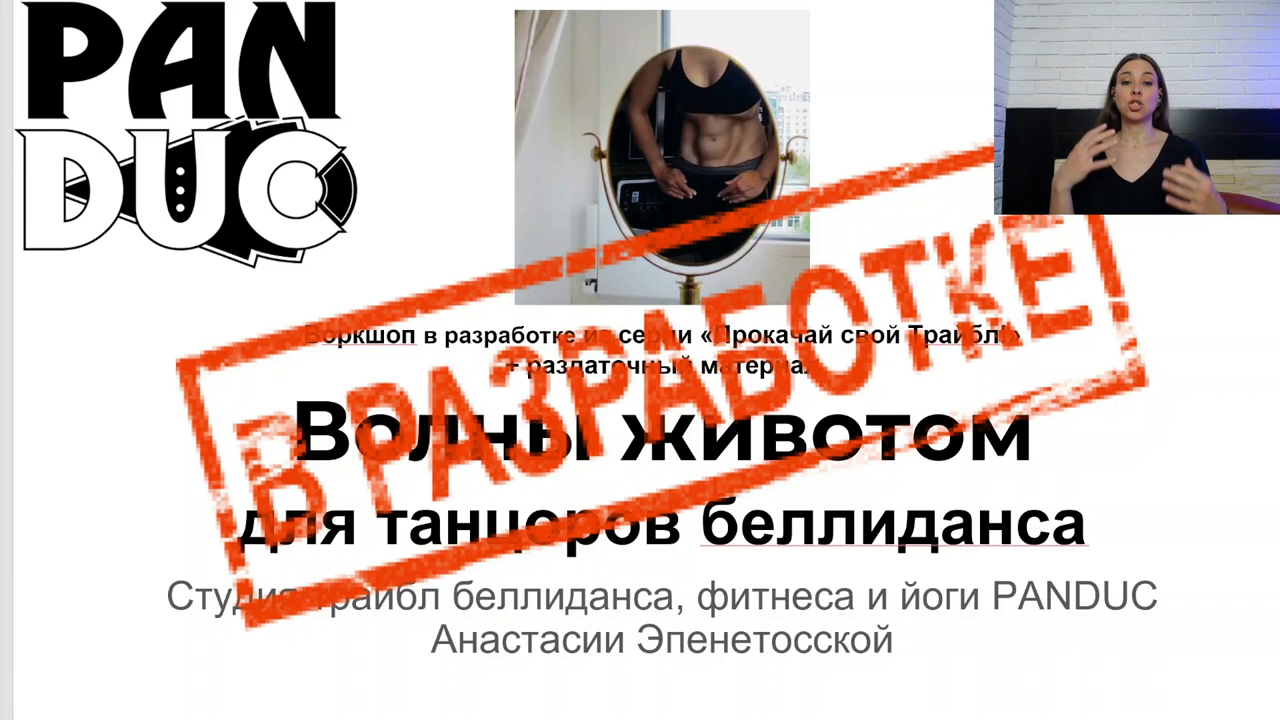 PAN
DUC
Воркшоп в разработке из серии «Прокачай свой Трайбл!»
+ раздаточный материал
Волны животом
для танцоров беллиданса
В РАЗРАБОТКЕ
Студия трайбл беллиданса, фитнеса и йоги PANDUC
Анастасии Эпенетосской